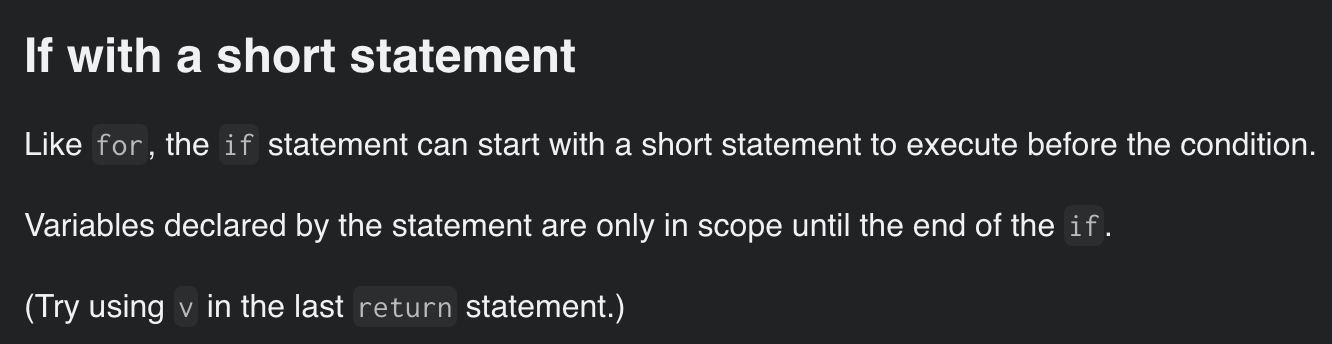 If with a short statement
Like for, the if statement can start with a short statement to execute before the condition.
Variables declared by the statement are only in scope until the end of the if.
(Try using v in the last return statement.)